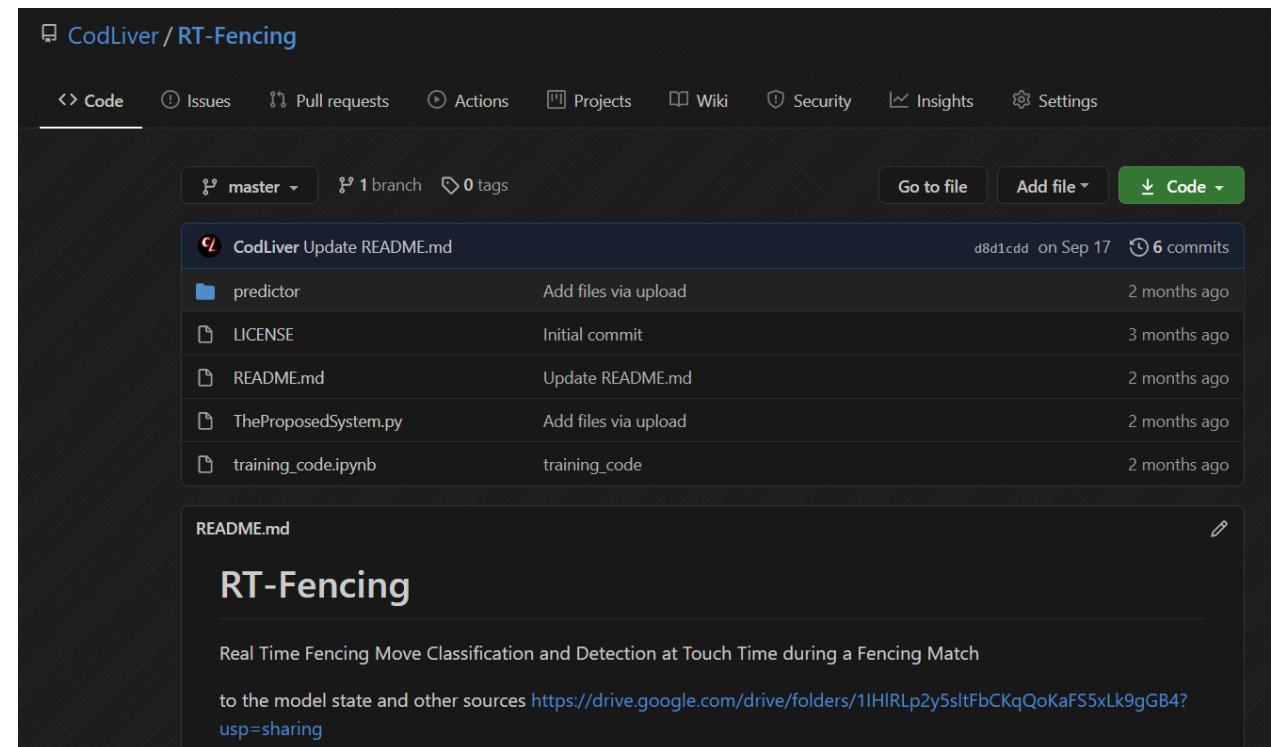 CodLiver / RT-Fencing
Code Issues Pull requests Actions Projects Wiki Security Insights Settings
master 1 branch 0 tags Go to file Add file Code
CodLiver Update README.md d8d1cdd on Sep 17 6 commits
predictor Add files via upload 2 months ago
LICENSE Initial commit 3 months ago
README.md Update README.md 2 months ago
TheProposedSystem.py Add files via upload 2 months ago
training_code.ipynb training_code 2 months ago
README.md
RT-Fencing
Real Time Fencing Move Classification and Detection at Touch Time during a Fencing Match
to the model state and other sources https://drive.google.com/drive/folders/1IHlRLp2y5sltFbCKqQoKaFS5xLk9gGB4?
usp=sharing